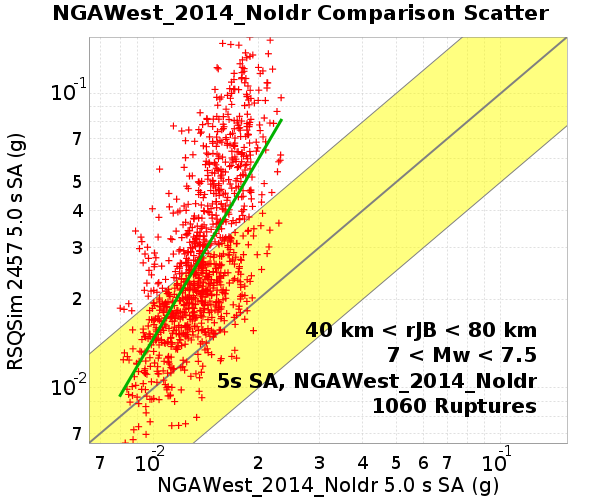 NGAWest_2014_NoIdr Comparison Scatter
RSQSim 2457 5.0 s SA (g)
10-1
7
5
4
3
2
10-2
7
40 km < rJB < 80 km
7 < Mw < 7.5
5s SA, NGAWest_2014_NoIdr
1060 Ruptures
7 10-2 2 3 4 5 6 7 10-1
NGAWest_2014_NoIdr 5.0 s SA (g)